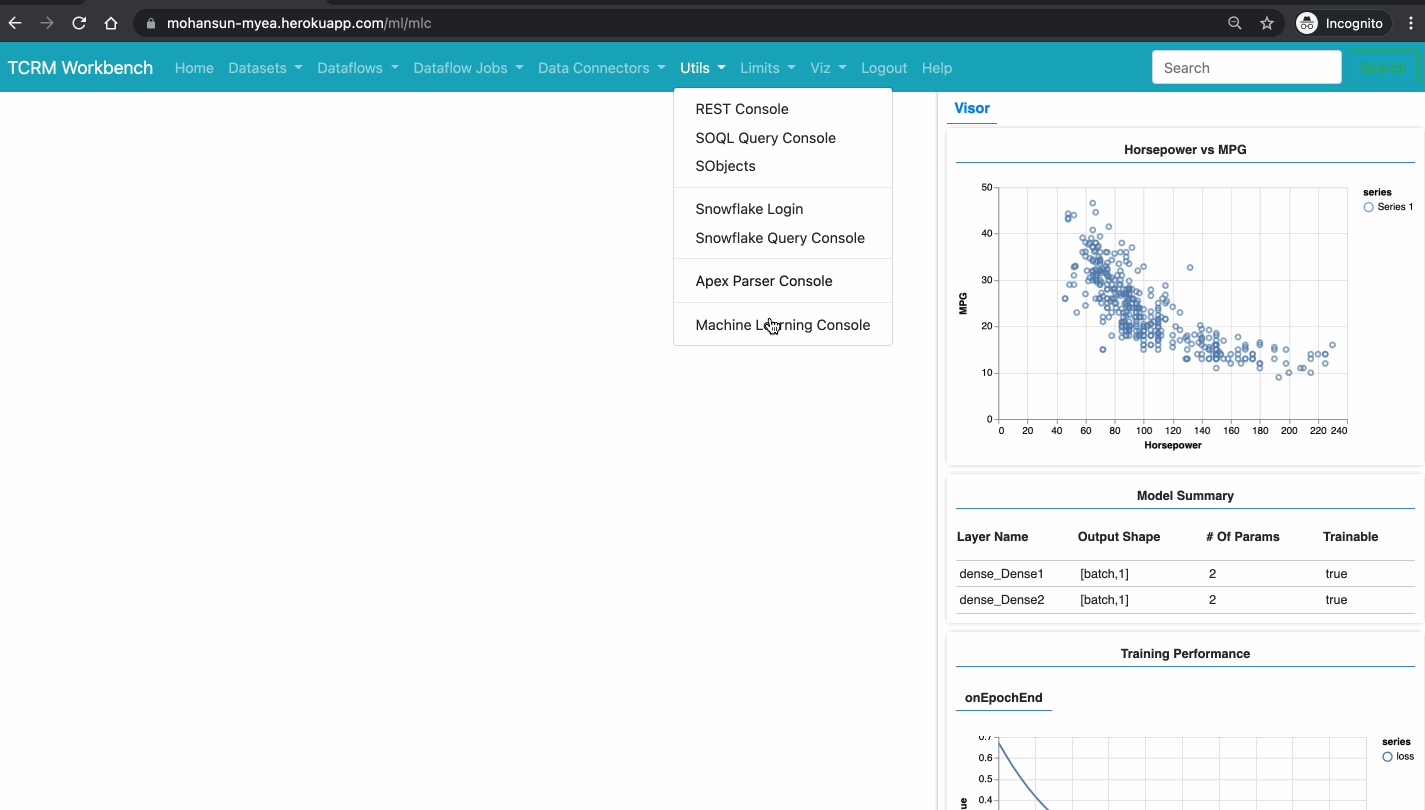 mohansun-myea.herokuapp.com/ml/mlc
Incognito
TCRM Workbench Home Datasets Dataflows Dataflow Jobs Data Connectors Utils Limits Viz Logout Help Search Search
REST Console
SOQL Query Console
SObjects
Snowflake Login
Snowflake Query Console
Apex Parser Console
Machine Learning Console
Visor
Horsepower vs MPG
series
Series 1
50
40
30
20
10
0
MPG
0 20 40 60 80 100 120 140 160 180 200 220 240
Horsepower
Model Summary
Layer Name Output Shape # Of Params Trainable
dense_Dense1 [batch,1] 2 true
dense_Dense2 [batch,1] 2 true
Training Performance
onEpochEnd
series
loss
0.7
0.6
0.5
0.4